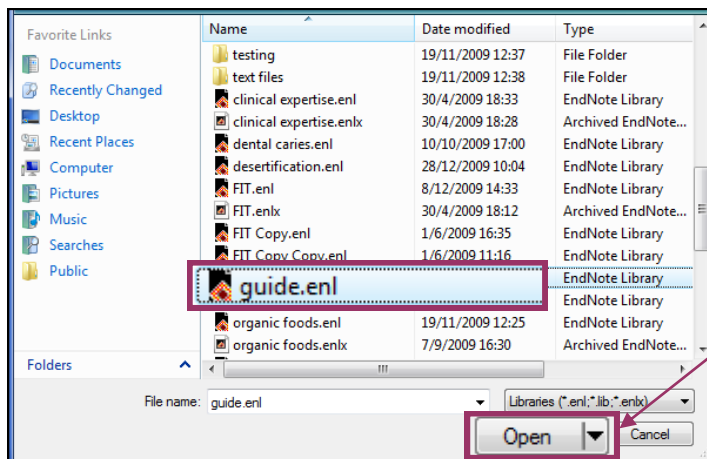 Favorite Links
Documents
Recently Changed
Desktop
Recent Places
Computer
Pictures
Music
Searches
Public
Folders
Name Date modified Type
testing 19/11/2009 12:37 File Folder
text files 19/11/2009 12:38 File Folder
clinical expertise.enl 30/4/2009 18:33 EndNote Library
clinical expertise.enlx 30/4/2009 18:28 Archived EndNote...
dental caries.enl 10/10/2009 17:00 EndNote Library
desertification.enl 28/12/2009 10:04 EndNote Library
FIT.enl 8/12/2009 14:33 EndNote Library
FIT.enlx 30/4/2009 18:12 Archived EndNote...
FIT Copy.enl 1/6/2009 16:35 EndNote Library
FIT Copy Copy.enl 1/6/2009 11:16 EndNote Library
guide.enl EndNote Library
EndNote Library
organic foods.enl 19/11/2009 12:25 EndNote Library
organic foods.enlx 7/9/2009 16:30 Archived EndNote...
File name: guide.enl Libraries (*.enl;*.lib;*.enlx)
Open Cancel